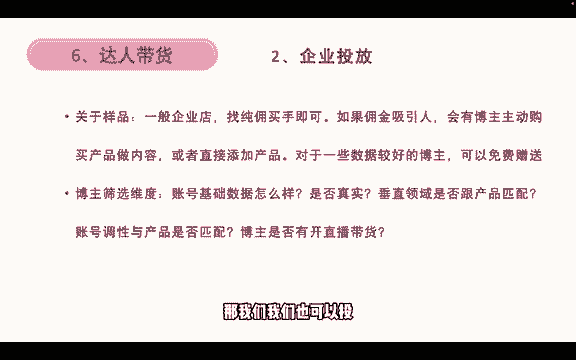 6、达人带货
2、企业投放
• 关于样品：一般企业店，找纯佣买手即可。如果佣金吸引人，会有博主主动购
买产品做内容，或者直接添加产品。对于一些数据较好的博主，可以免费赠送
• 博主筛选维度：账号基础数据怎么样？是否真实？垂直领域是否跟产品匹配？
账号调性与产品是否匹配？博主是否有开直播带货？
那我们我们也可以投